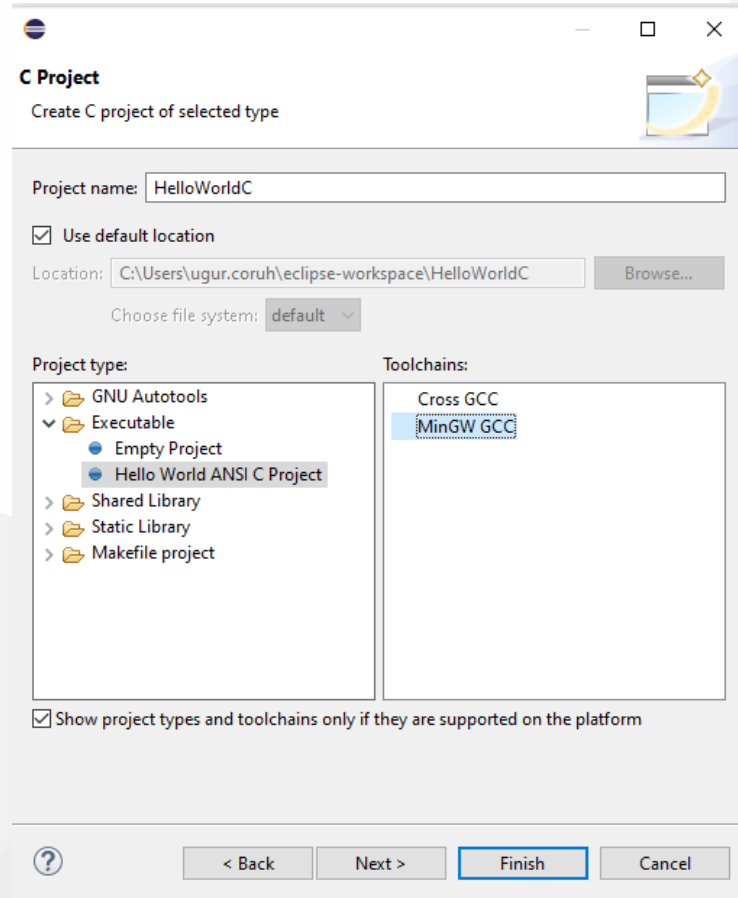 C Project
Create C project of selected type
Project name: HelloWorldC
Use default location
Location: C:\Users\ugur.coruh\eclipse-workspace\HelloWorldC Browse...
Choose file system: default
Project type: Toolchains:
GNU Autotools Cross GCC
Executable MinGW GCC
Empty Project
Hello World ANSI C Project
Shared Library
Static Library
Makefile project
Show project types and toolchains only if they are supported on the platform
? < Back Next > Finish Cancel